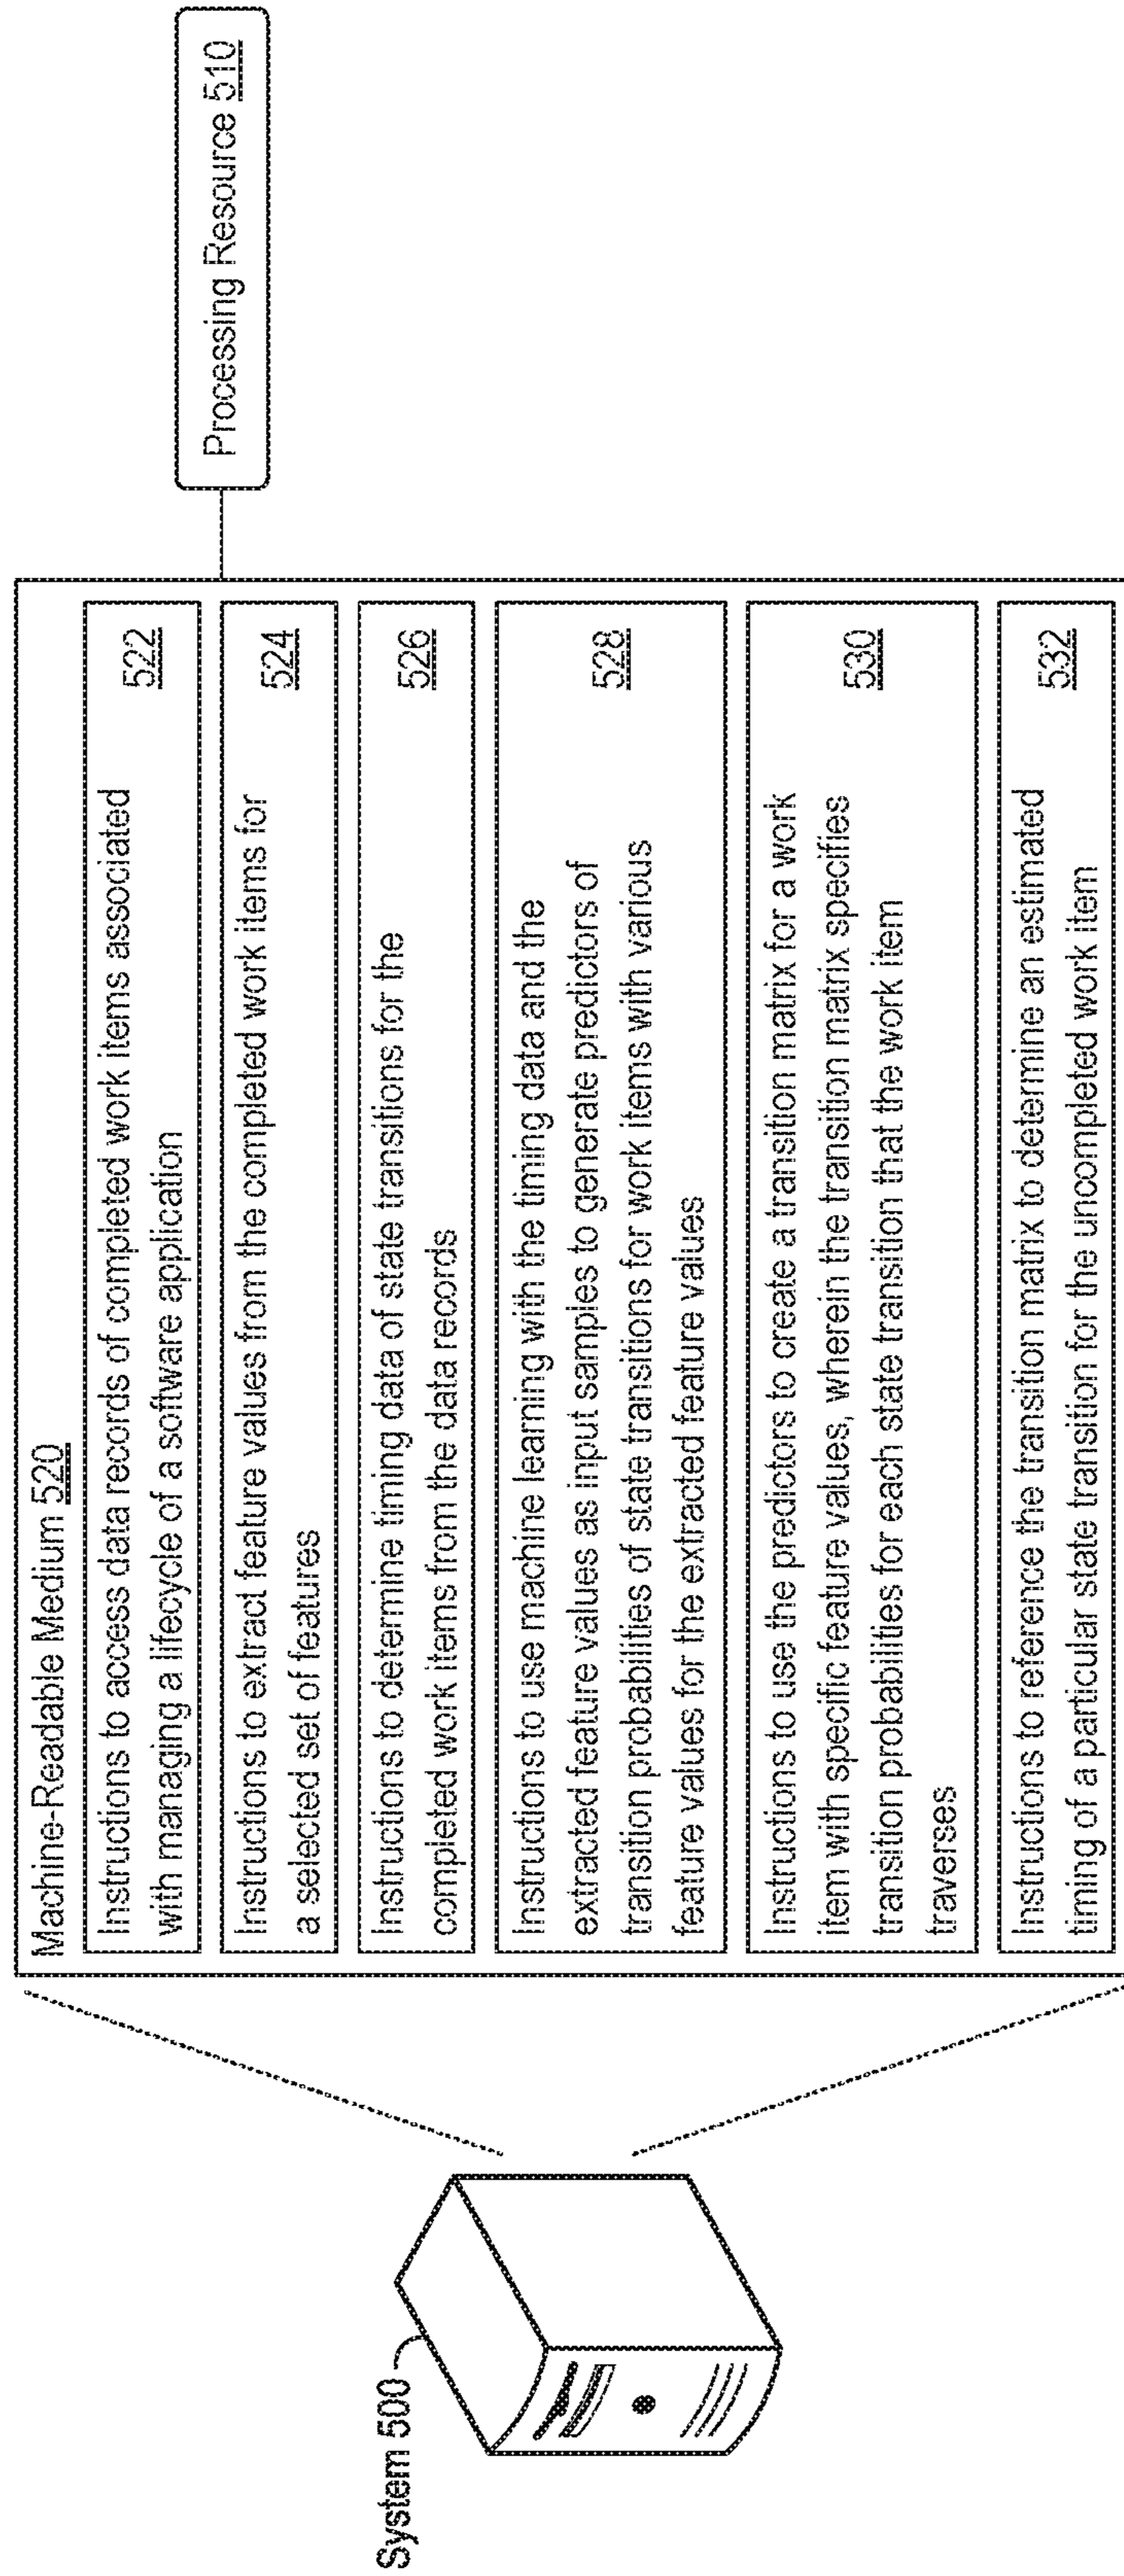 System 500
Machine-Readable Medium 520
Instructions to access data records of completed work items associated
with managing a lifecycle of a software application
522
Instructions to extract feature values from the completed work items for
a selected set of features
524
Instructions to determine timing data of state transitions for the
completed work items from the data records
526
Instructions to use machine learning with the timing data and the
extracted feature values as input samples to generate predictors of
transition probabilities of state transitions for work items with various
feature values for the extracted feature values
528
Instructions to use the predictors to create a transition matrix for a work
item with specific feature values, wherein the transition matrix specifies
transition probabilities for each state transition that the work item
traverses
530
Instructions to reference the transition matrix to determine an estimated
timing of a particular state transition for the uncompleted work item
532
Processing Resource 510